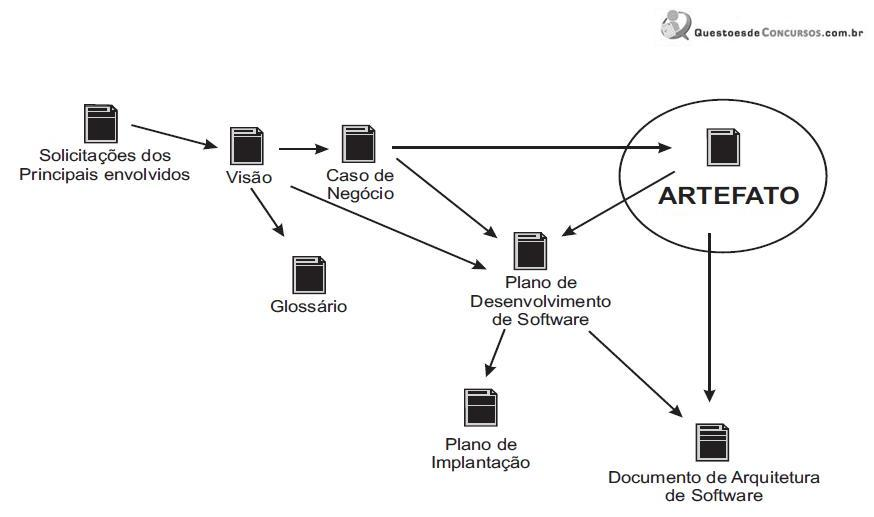 QuestoesdeConcursos.com.br
Solicitações dos
Principais envolvidos
Visão
Caso de
Negócio
ARTEFATO
Glossário
Plano de
Desenvolvimento
de Software
Plano de
Implantação
Documento de Arquitetura
de Software